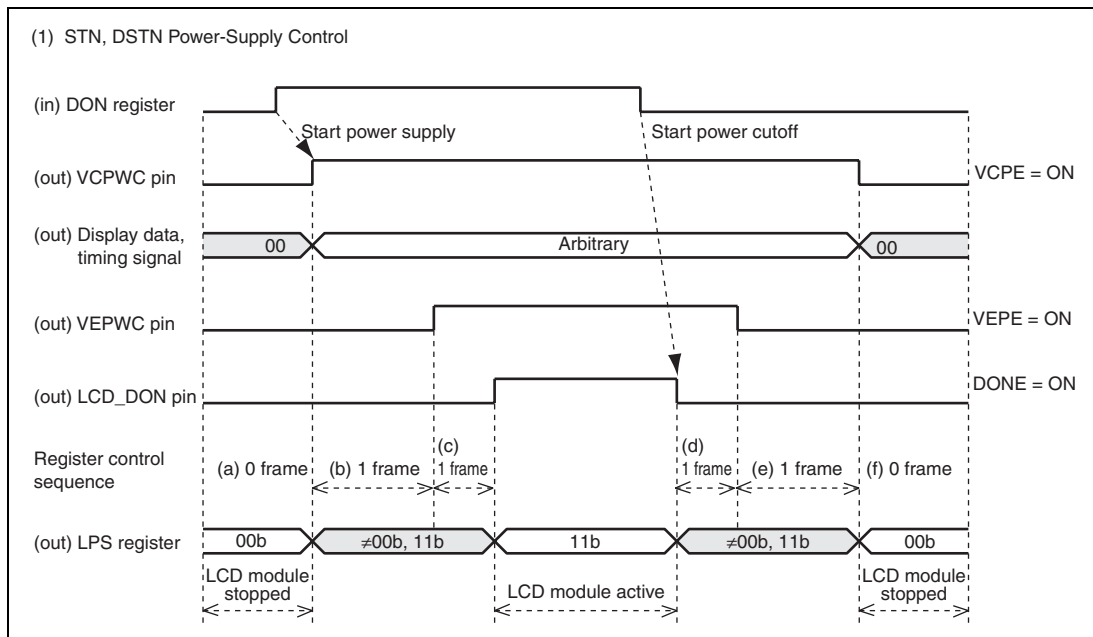 (1) STN, DSTN Power-Supply Control
(in) DON register
Start power supply
Start power cutoff
(out) VCPWC pin
VCPE = ON
(out) Display data,
timing signal
00
Arbitrary
00
(out) VEPWC pin
VEPE = ON
(out) LCD_DON pin
DONE = ON
Register control
sequence
(a) 0 frame
(b) 1 frame
(c)
1 frame
(d)
1 frame
(e) 1 frame
(f) 0 frame
(out) LPS register
00b
≠00b, 11b
11b
≠00b, 11b
00b
LCD module
stopped
LCD module active
LCD module
stopped